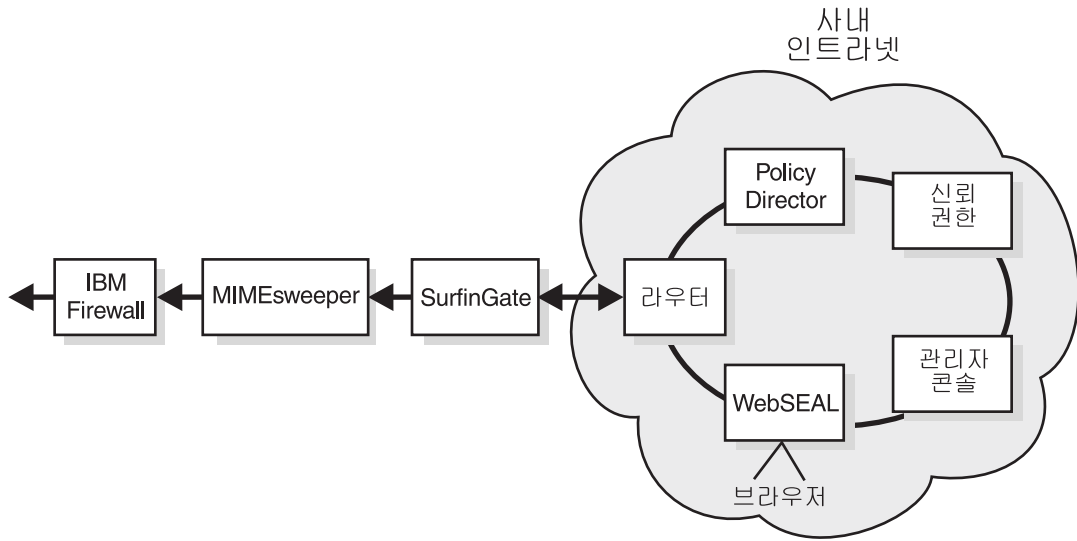 사내
인트라넷
Policy
Director
신뢰
권한
IBM
Firewall
MIMEsweeper
SurfinGate
라우터
관리자
콘솔
WebSEAL
브라우저